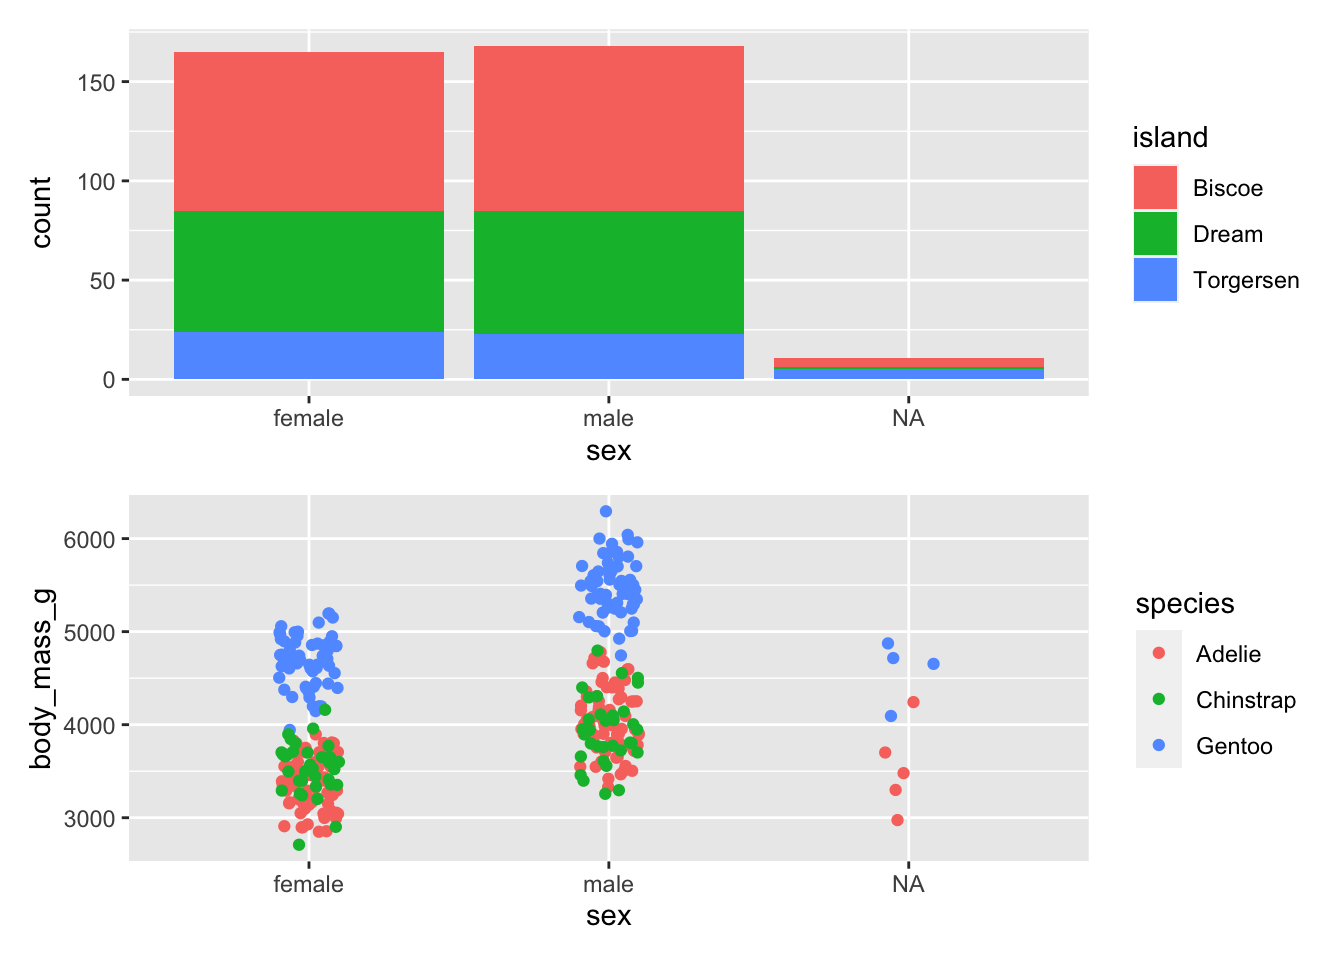 150
100
50
0
count
female
male
NA
sex
island
Biscoe
Dream
Torgersen
6000
5000
4000
3000
body_mass_g
female
male
NA
sex
species
Adelie
Chinstrap
Gentoo